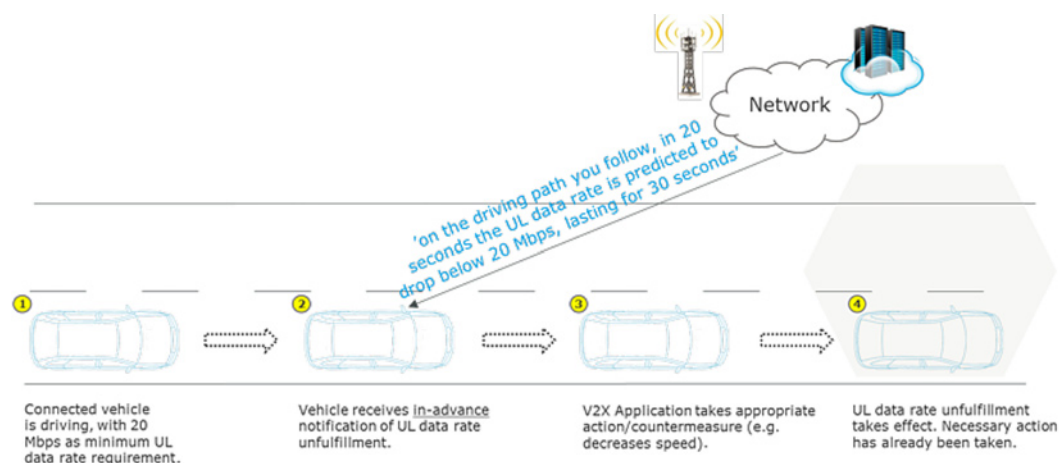 Network
'on the driving path you follow, in 20
seconds the UL data rate is predicted to
drop below 20 Mbps, lasting for 30 seconds'
1
2
3
4
Connected vehicle
is driving, with 20
Mbps as minimum UL
data rate requirement.
Vehicle receives in-advance
notification of UL data rate
unfulfillment.
V2X Application takes appropriate
action/countermeasure (e.g.
decreases speed).
UL data rate unfulfillment
takes effect. Necessary action
has already been taken.